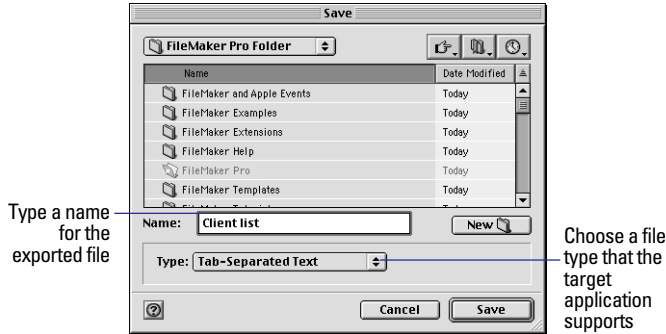 Save
FileMaker Pro Folder
Name Date Modified
FileMaker and Apple Events Today
FileMaker Examples Today
FileMaker Extensions Today
FileMaker Help Today
FileMaker Pro Today
FileMaker Templates Today
Type a name
for the
exported file
Name: Client list
New
Type: Tab-Separated Text
Choose a file
type that the
target
application
supports
?
Cancel Save